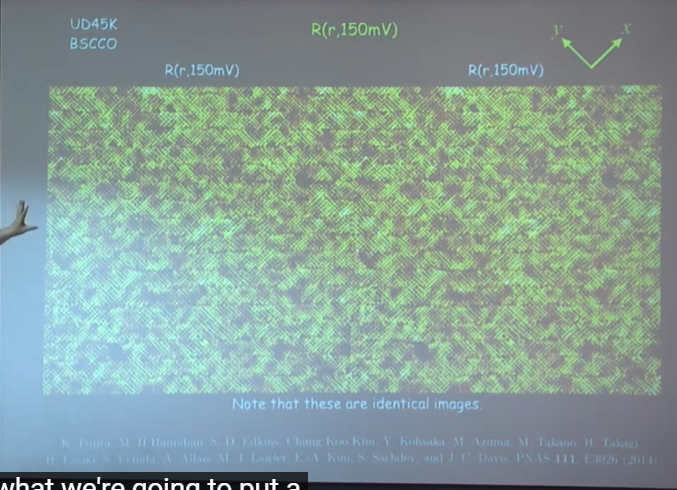 UD45K
BSCCO
R(r,150mV)
y x
R(r,150mV) R(r,150mV)
Note that these are identical images.
K. Fujita, M. H Hamidian, S. D. Edkins, Chung Koo Kim, Y. Kohsaka, M. Azuma, M. Takano, H. Takagi,
H. Eisaki, S. Uchida, A. Allais, M. J. Lawler, E.-A. Kim, S. Sachdev, and J. C. Davis, PNAS 111, E3026 (2014)
what we're going to put a